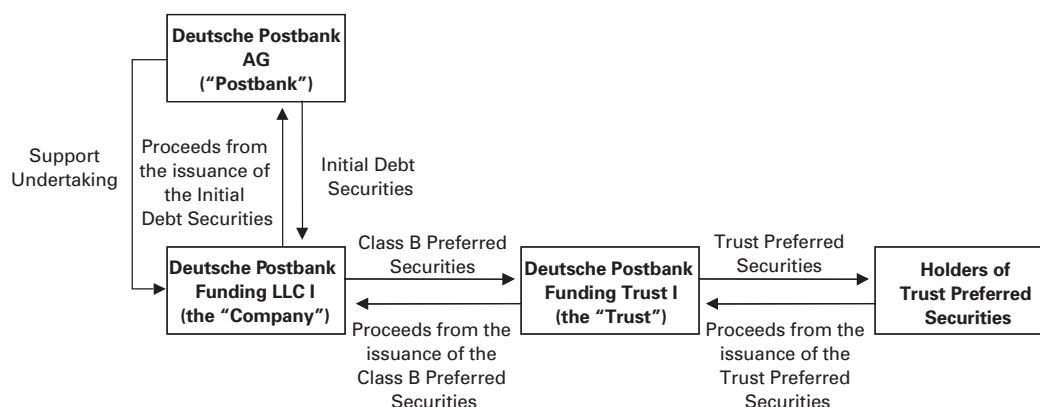 Deutsche Postbank
AG
(“Postbank”)
Support
Undertaking
Proceeds from
the issuance of
the Initial
Debt Securities
Initial Debt
Securities
Deutsche Postbank
Funding LLC I
(the “Company”)
Class B Preferred
Securities
Proceeds from the
issuance of the
Class B Preferred
Securities
Deutsche Postbank
Funding Trust I
(the “Trust”)
Trust Preferred
Securities
Proceeds from the
issuance of the
Trust Preferred
Securities
Holders of
Trust Preferred
Securities